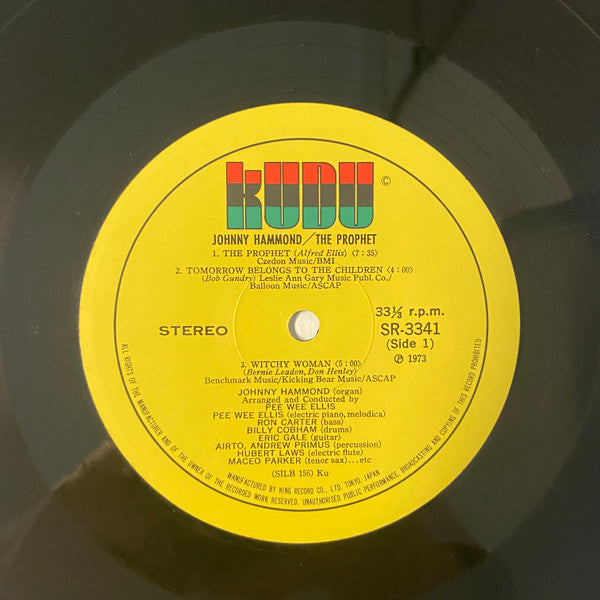 KUDU ©
JOHNNY HAMMOND/THE PROPHET
1. THE PROPHET (Alfred Ellis) (7:35)
Czedon Music/BMI
2. TOMORROW BELONGS TO THE CHILDREN (4:00)
(Bob Gundry) Leslie Ann Gary Music Publ. Co./
Balloon Music/ASCAP
STEREO
33⅓ r.p.m.
SR-3341
(Side 1)
℗ 1973
3. WITCHY WOMAN (5:00)
(Bernie Leadon, Don Henley)
Benchmark Music/Kicking Bear Music/ASCAP
JOHNNY HAMMOND (organ)
Arranged and Conducted by
PEE WEE ELLIS
PEE WEE ELLIS (electric piano, melodica)
RON CARTER (bass)
BILLY COBHAM (drums)
ERIC GALE (guitar)
AIRTO, ANDREW PRIMUS (percussion)
HUBERT LAWS (electric flute)
MACEO PARKER (tenor sax)...etc
(SILB 156) Ku
ALL RIGHTS OF THE MANUFACTURER AND OF THE OWNER OF THE RECORDED WORK RESERVED. UNAUTHORISED PUBLIC PERFORMANCE, BROADCASTING AND COPYING OF THIS RECORD PROHIBITED
MANUFACTURED BY KING RECORD CO., LTD. TOKYO, JAPAN